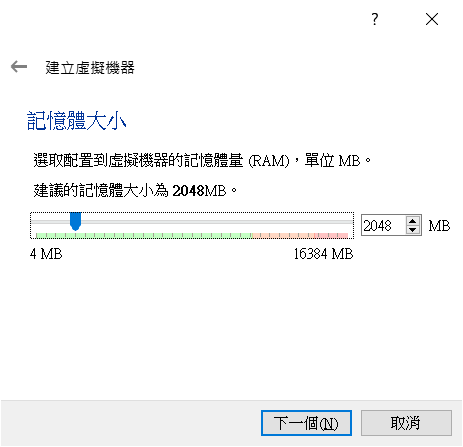 ?
建立虛擬機器
記憶體大小
選取配置到虛擬機器的記憶體量 (RAM),單位 MB。
建議的記憶體大小為 2048MB。
2048 MB
4 MB 16384 MB
下一個(N) 取消